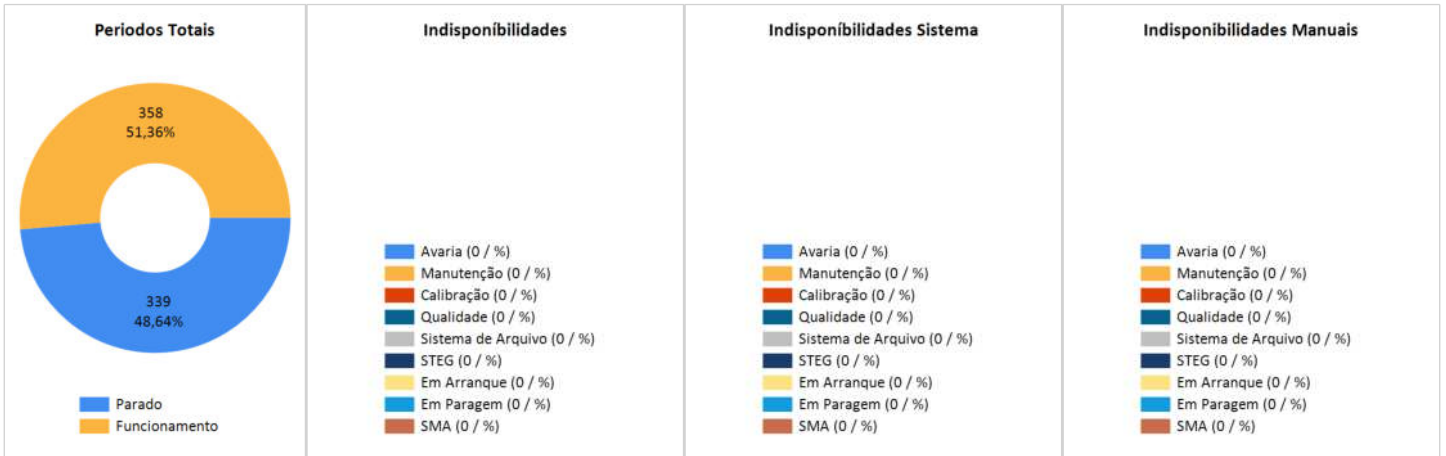 Periodos Totais
358
51,36%
339
48,64%
Parado
Funcionamento
Indisponíbilidades
Avaria (0 / %)
Manutenção (0 / %)
Calibração (0 / %)
Qualidade (0 / %)
Sistema de Arquivo (0 / %)
STEG (0 / %)
Em Arranque (0 / %)
Em Paragem (0 / %)
SMA (0 / %)
Indisponíbilidades Sistema
Avaria (0 / %)
Manutenção (0 / %)
Calibração (0 / %)
Qualidade (0 / %)
Sistema de Arquivo (0 / %)
STEG (0 / %)
Em Arranque (0 / %)
Em Paragem (0 / %)
SMA (0 / %)
Indisponíbilidades Manuais
Avaria (0 / %)
Manutenção (0 / %)
Calibração (0 / %)
Qualidade (0 / %)
Sistema de Arquivo (0 / %)
STEG (0 / %)
Em Arranque (0 / %)
Em Paragem (0 / %)
SMA (0 / %)